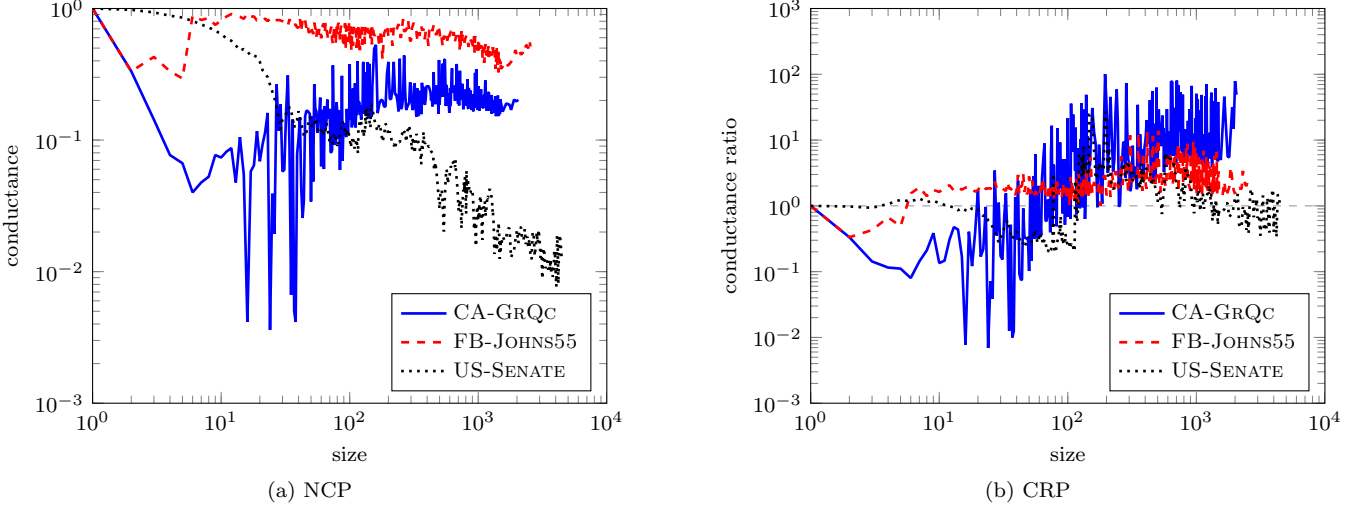 10^0
10^−1
10^−2
10^−3
conductance
10^0 10^1 10^2 10^3 10^4
size
CA-GrQc
FB-Johns55
US-Senate
(a) NCP
10^3
10^2
10^1
10^0
10^−1
10^−2
10^−3
conductance ratio
10^0 10^1 10^2 10^3 10^4
size
CA-GrQc
FB-Johns55
US-Senate
(b) CRP